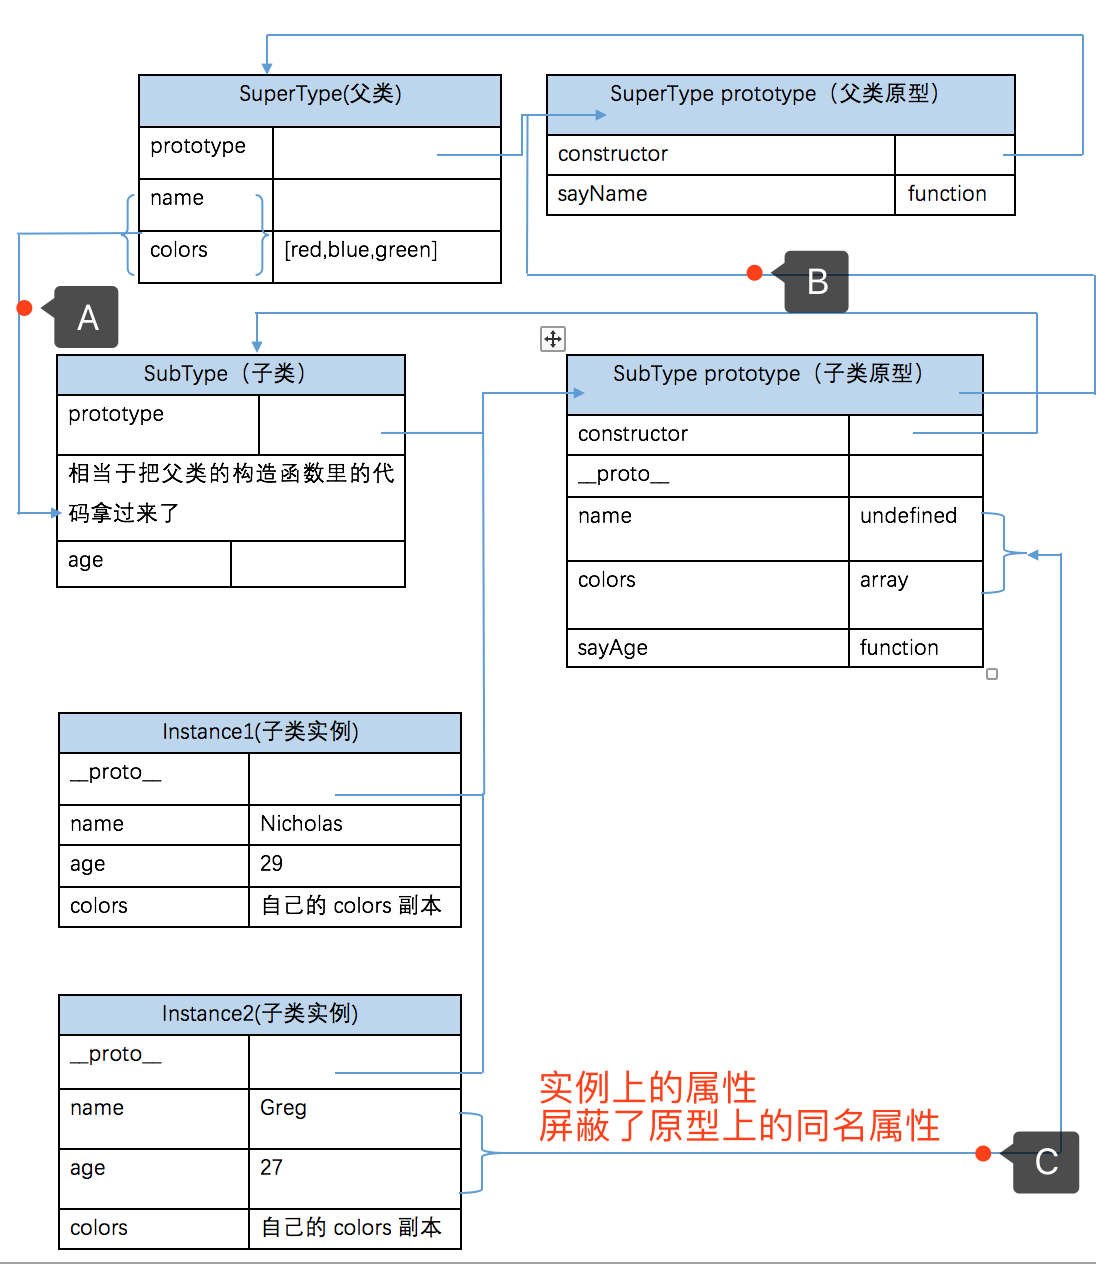 SuperType(父类)
prototype
name
colors [red,blue,green]
SuperType prototype（父类原型）
constructor
sayName function
A
B
SubType（子类）
prototype
相当于把父类的构造函数里的代
码拿过来了
age
SubType prototype（子类原型）
constructor
__proto__
name undefined
colors array
sayAge function
Instance1(子类实例)
__proto__
name Nicholas
age 29
colors 自己的 colors 副本
Instance2(子类实例)
__proto__
name Greg
age 27
colors 自己的 colors 副本
实例上的属性
屏蔽了原型上的同名属性
C